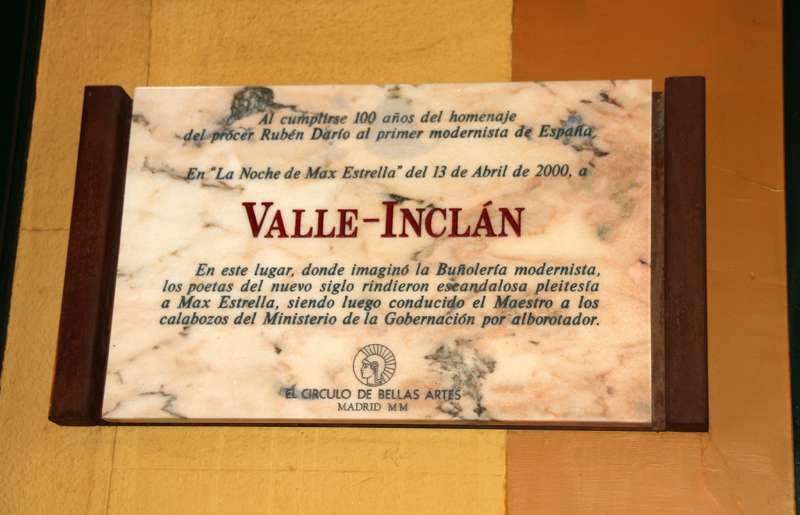 Al cumplirse 100 años del homenaje
del prócer Rubén Darío al primer modernista de España,
En "La Noche de Max Estrella" del 13 de Abril de 2000, a
VALLE-INCLÁN
En este lugar, donde imaginó la Buñolería modernista,
los poetas del nuevo siglo rindieron escandalosa pleitesía
a Max Estrella, siendo luego conducido el Maestro a los
calabozos del Ministerio de la Gobernación por alborotador.
EL CIRCULO DE BELLAS ARTES
MADRID MM